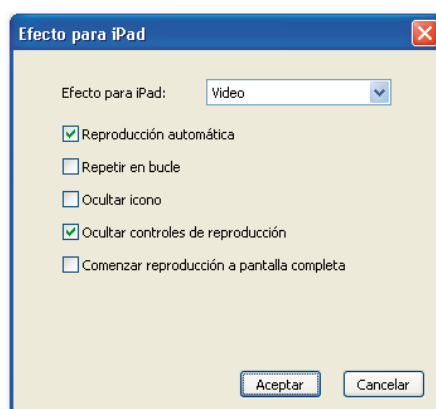 Efecto para iPad
Efecto para iPad: Video
Reproducción automática
Repetir en bucle
Ocultar icono
Ocultar controles de reproducción
Comenzar reproducción a pantalla completa
Aceptar Cancelar